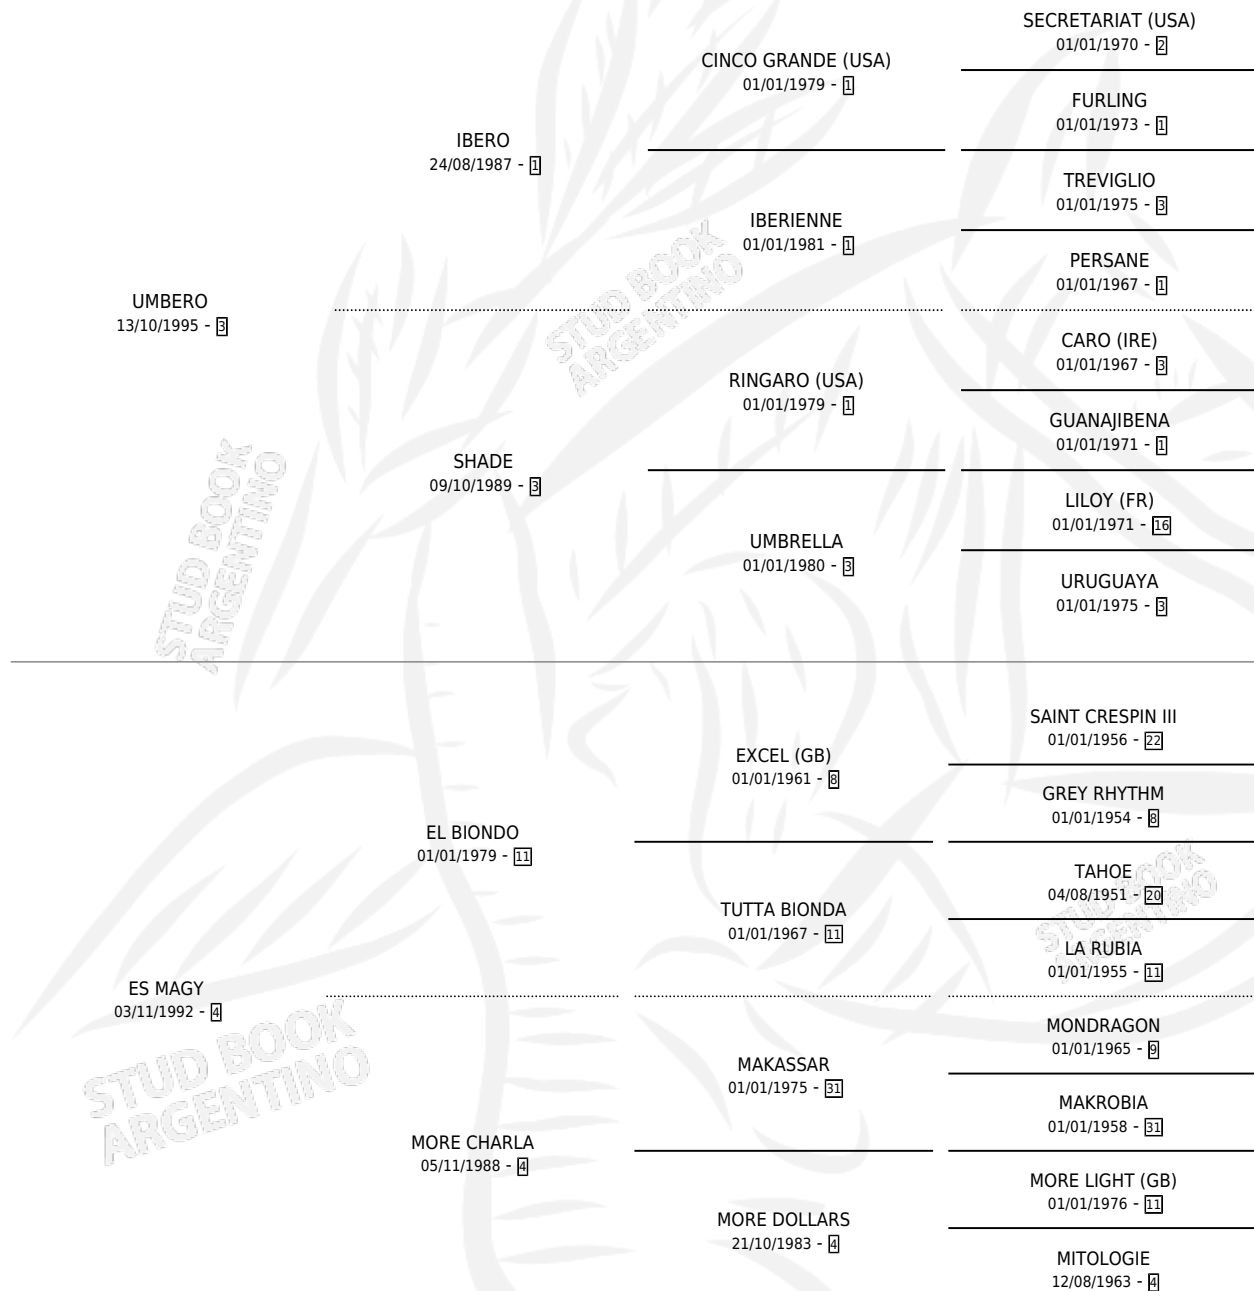 SECRETARIAT (USA)
01/01/1970 - 2
CINCO GRANDE (USA)
01/01/1979 - 1
FURLING
01/01/1973 - 1
IBERO
24/08/1987 - 1
TREVIGLIO
01/01/1975 - 3
IBERIENNE
01/01/1981 - 1
PERSANE
01/01/1967 - 1
UMBERO
13/10/1995 - 3
STUD BOOK
ARGENTINO
CARO (IRE)
01/01/1967 - 3
RINGARO (USA)
01/01/1979 - 1
GUANAJIBENA
01/01/1971 - 1
SHADE
09/10/1989 - 3
LILOY (FR)
01/01/1971 - 16
UMBRELLA
01/01/1980 - 3
URUGUAYA
01/01/1975 - 3
STUD BOOK
ARGENTINO
SAINT CRESPIN III
01/01/1956 - 22
EXCEL (GB)
01/01/1961 - 8
GREY RHYTHM
01/01/1954 - 8
EL BIONDO
01/01/1979 - 11
TAHOE
04/08/1951 - 20
TUTTA BIONDA
01/01/1967 - 11
STUD BOOK
ARGENTINO
LA RUBIA
01/01/1955 - 11
ES MAGY
03/11/1992 - 4
MONDRAGON
01/01/1965 - 9
MAKASSAR
01/01/1975 - 31
MAKROBIA
01/01/1958 - 31
STUD BOOK
ARGENTINO
MORE CHARLA
05/11/1988 - 4
MORE LIGHT (GB)
01/01/1976 - 11
MORE DOLLARS
21/10/1983 - 4
MITOLOGIE
12/08/1963 - 4